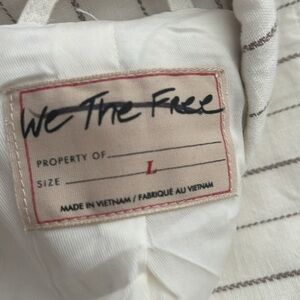 We The Free
PROPERTY OF
SIZE L
MADE IN VIETNAM / FABRIQUÉ AU VIETNAM